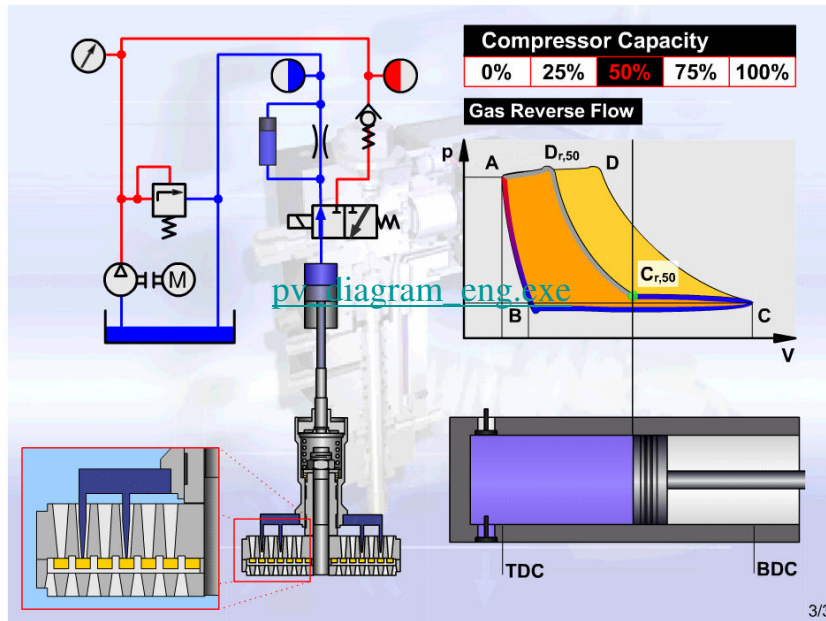 Compressor Capacity
0% 25% 50% 75% 100%
Gas Reverse Flow
p
A
Dr,50
D
Cr,50
B
C
V
M
pv_diagram_eng.exe
TDC
BDC
3/3